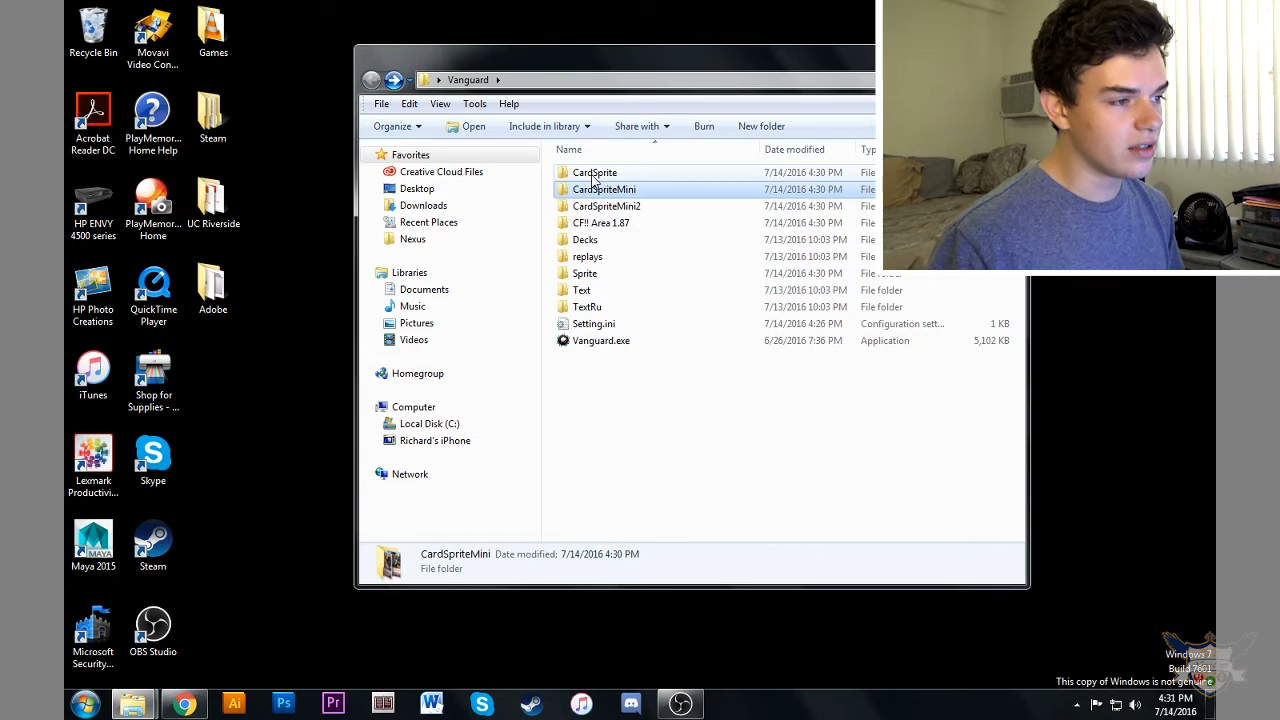 Recycle Bin
Movavi Video Con...
Games
Acrobat Reader DC
PlayMemor... Home Help
Steam
HP ENVY 4500 series
PlayMemor... Home
UC Riverside
HP Photo Creations
QuickTime Player
Adobe
iTunes
Shop for Supplies - ...
Lexmark Productivi...
Skype
Maya 2015
Steam
Microsoft Security...
OBS Studio
Vanguard
File Edit View Tools Help
Organize Open Include in library Share with Burn New folder
Favorites
Creative Cloud Files
Desktop
Downloads
Recent Places
Nexus
Libraries
Documents
Music
Pictures
Videos
Homegroup
Computer
Local Disk (C:)
Richard's iPhone
Network
Name Date modified Typ
CardSprite 7/14/2016 4:30 PM File
CardSpriteMini 7/14/2016 4:30 PM File
CardSpriteMini2 7/14/2016 4:30 PM File
CF!! Area 1.87 7/14/2016 4:30 PM File
Decks 7/13/2016 10:03 PM File
replays 7/13/2016 10:03 PM File
Sprite 7/14/2016 4:30 PM File folder
Text 7/13/2016 10:03 PM File folder
TextRu 7/13/2016 10:03 PM File folder
Setting.ini 7/14/2016 4:26 PM Configuration sett... 1 KB
Vanguard.exe 6/26/2016 7:36 PM Application 5,102 KB
CardSpriteMini Date modified: 7/14/2016 4:30 PM
File folder
Windows 7
Build 7601
This copy of Windows is not genuine
Ai Ps Pr W S
4:31 PM
7/14/2016